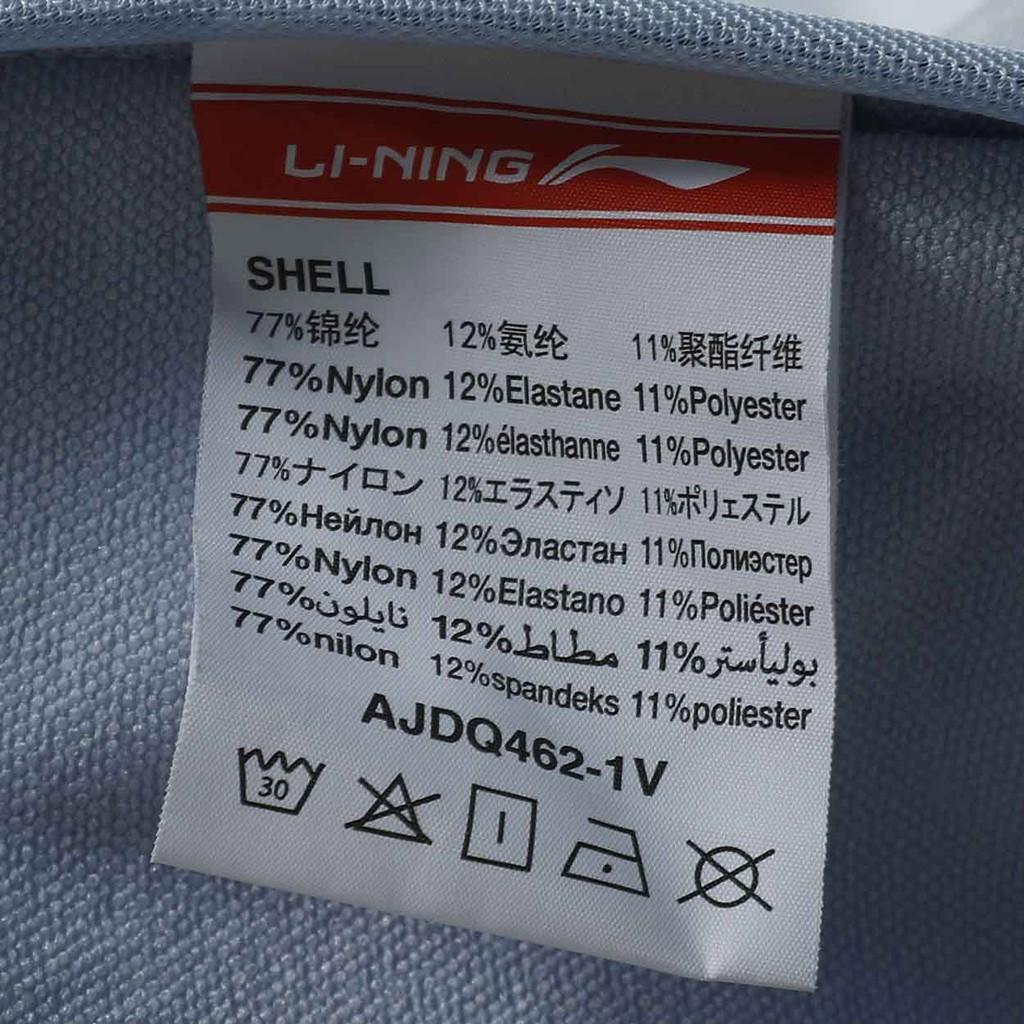 LI-NING
SHELL
77%锦纶 12%氨纶 11%聚酯纤维
77%Nylon 12%Elastane 11%Polyester
77%Nylon 12%élasthanne 11%Polyester
77%ナイロン 12%エラスティソ 11%ポリェステル
77%Нейлон 12%Эластан 11%Полиэстер
77%Nylon 12%Elastano 11%Poliéster
77%نايلون 12%مطاط 11%بوليأستر
77%nilon 12%spandeks 11%poliester
AJDQ462-1V
30